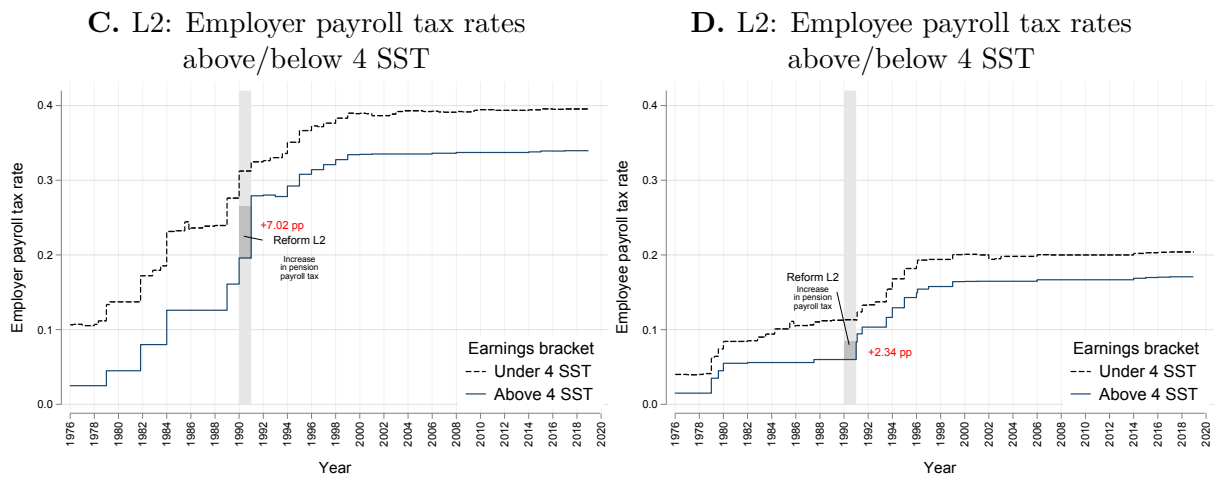 C. L2: Employer payroll tax rates
above/below 4 SST
Employer payroll tax rate
0.4
0.3
0.2
0.1
0.0
+7.02 pp
Reform L2
Increase
in pension
payroll tax
Earnings bracket
Under 4 SST
Above 4 SST
1976 1978 1980 1982 1984 1986 1988 1990 1992 1994 1996 1998 2000 2002 2004 2006 2008 2010 2012 2014 2016 2018 2020
Year
D. L2: Employee payroll tax rates
above/below 4 SST
Employee payroll tax rate
0.4
0.3
0.2
0.1
0.0
Reform L2
Increase
in pension
payroll tax
+2.34 pp
Earnings bracket
Under 4 SST
Above 4 SST
1976 1978 1980 1982 1984 1986 1988 1990 1992 1994 1996 1998 2000 2002 2004 2006 2008 2010 2012 2014 2016 2018 2020
Year